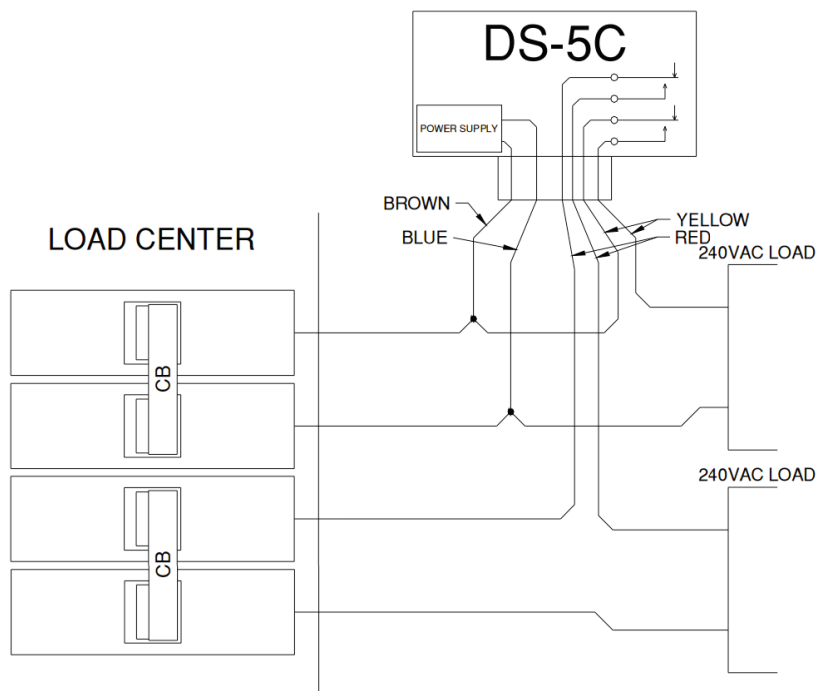 DS-5C
POWER SUPPLY
BROWN
BLUE
YELLOW
RED
LOAD CENTER
240VAC LOAD
CB
240VAC LOAD
CB